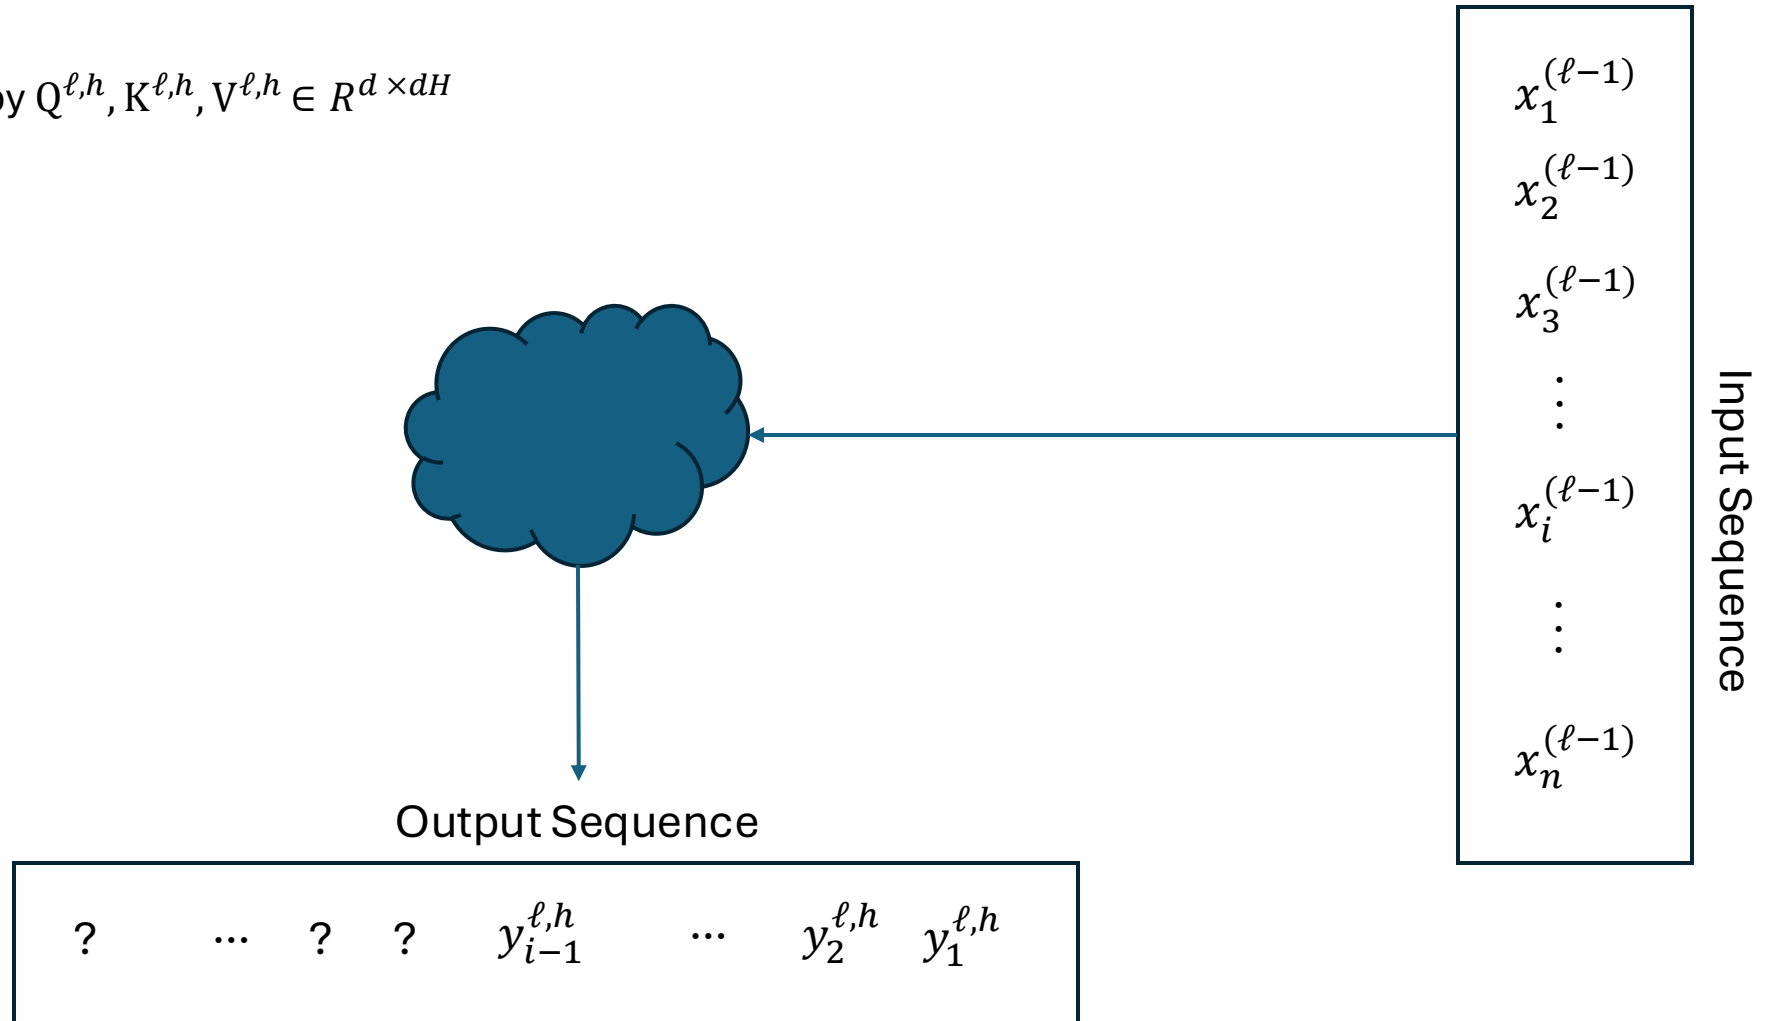 by Q^{ℓ,h}, K^{ℓ,h}, V^{ℓ,h} ∈ R^{d ×dH}
x_1^{(ℓ−1)}
x_2^{(ℓ−1)}
x_3^{(ℓ−1)}
⋮
x_i^{(ℓ−1)}
⋮
x_n^{(ℓ−1)}
Input Sequence
Output Sequence
? ... ? ? y_{i−1}^{ℓ,h} ... y_2^{ℓ,h} y_1^{ℓ,h}